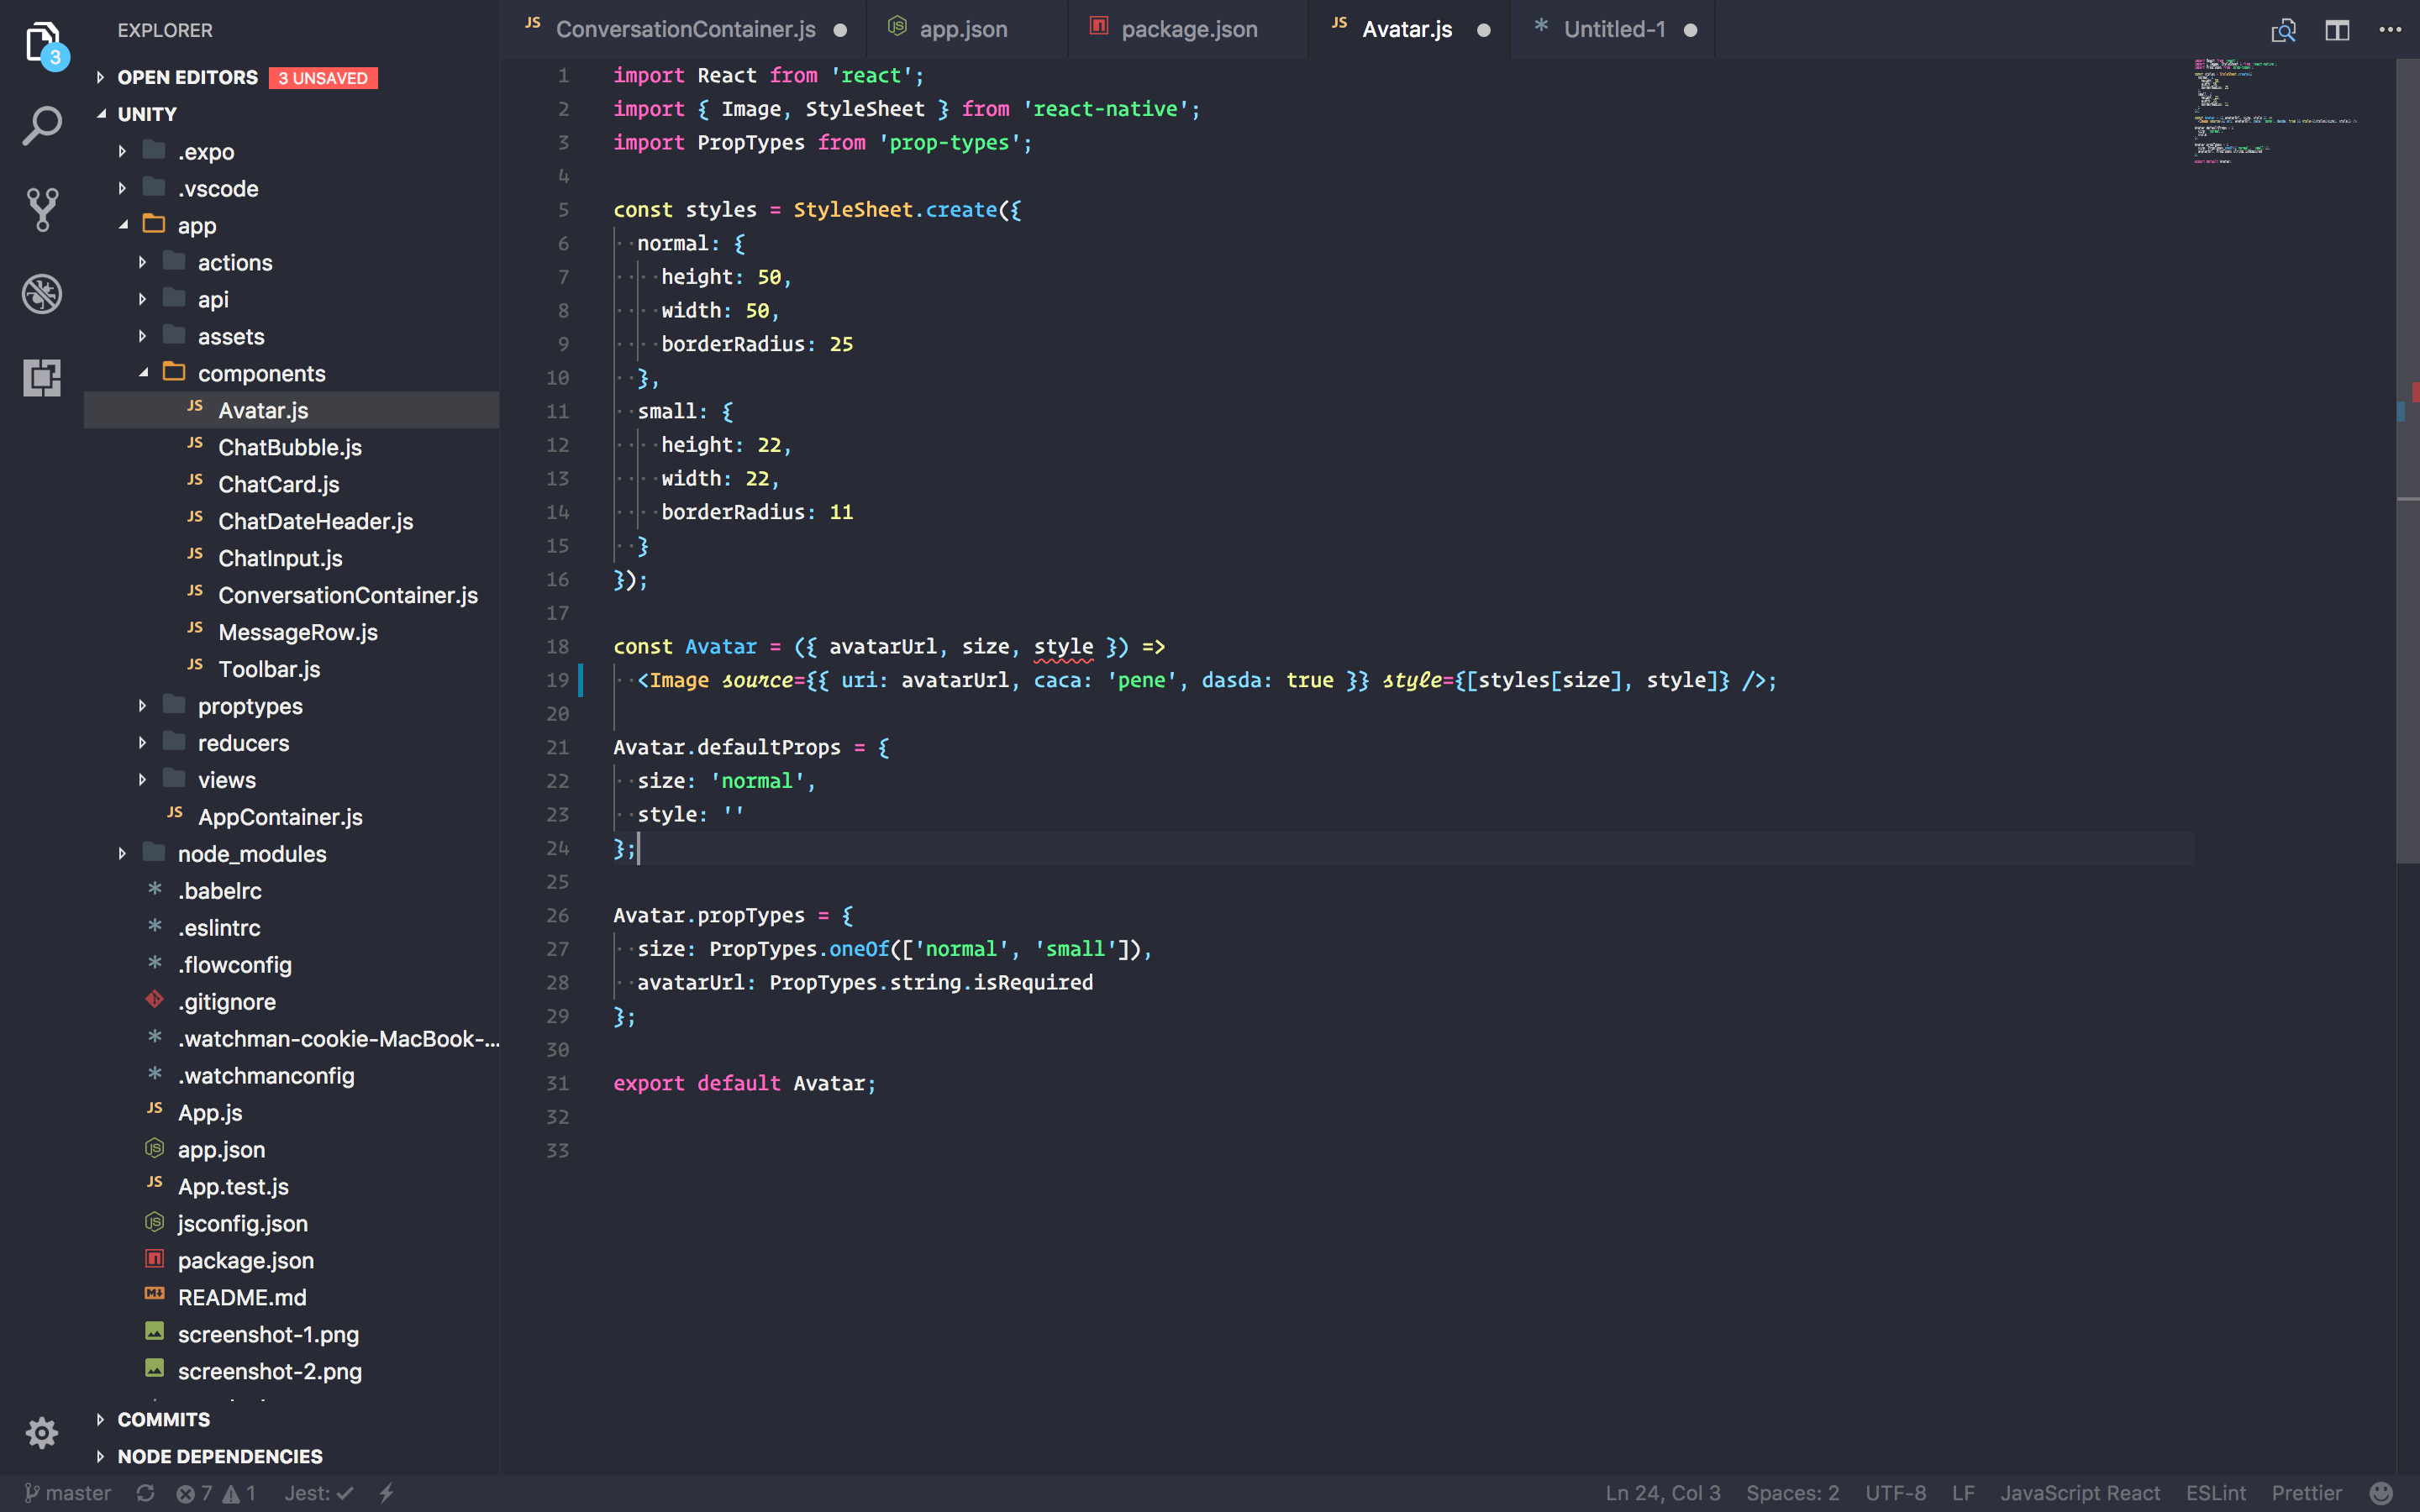 EXPLORER
3
OPEN EDITORS 3 UNSAVED
UNITY
.expo
.vscode
app
actions
api
assets
components
JS Avatar.js
JS ChatBubble.js
JS ChatCard.js
JS ChatDateHeader.js
JS ChatInput.js
JS ConversationContainer.js
JS MessageRow.js
JS Toolbar.js
proptypes
reducers
views
JS AppContainer.js
node_modules
* .babelrc
* .eslintrc
* .flowconfig
.gitignore
* .watchman-cookie-MacBook-...
* .watchmanconfig
JS App.js
JS app.json
JS App.test.js
JS jsconfig.json
package.json
README.md
screenshot-1.png
screenshot-2.png
COMMITS
NODE DEPENDENCIES
JS ConversationContainer.js JS app.json package.json JS Avatar.js * Untitled-1
1 import React from 'react';
2 import { Image, StyleSheet } from 'react-native';
3 import PropTypes from 'prop-types';
4
5 const styles = StyleSheet.create({
6 normal: {
7 height: 50,
8 width: 50,
9 borderRadius: 25
10 },
11 small: {
12 height: 22,
13 width: 22,
14 borderRadius: 11
15 }
16 });
17
18 const Avatar = ({ avatarUrl, size, style }) =>
19 <Image source={{ uri: avatarUrl, caca: 'pene', dasda: true }} style={[styles[size], style]} />;
20
21 Avatar.defaultProps = {
22 size: 'normal',
23 style: ''
24 };
25
26 Avatar.propTypes = {
27 size: PropTypes.oneOf(['normal', 'small']),
28 avatarUrl: PropTypes.string.isRequired
29 };
30
31 export default Avatar;
32
33
master 7 1 Jest: ✓ Ln 24, Col 3 Spaces: 2 UTF-8 LF JavaScript React ESLint Prettier